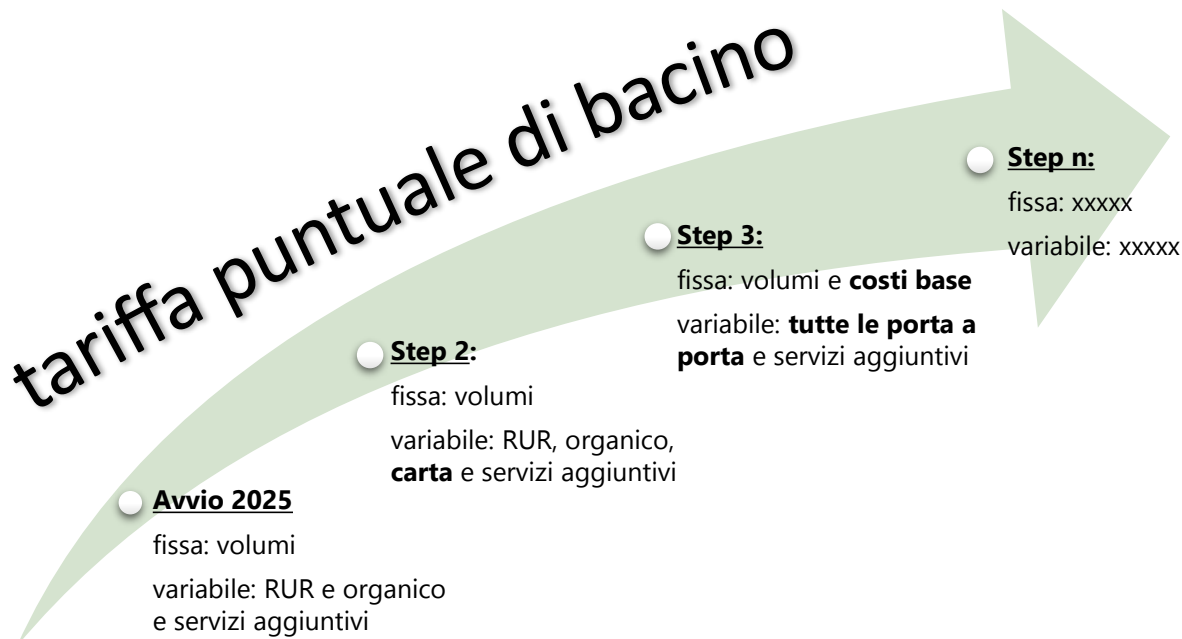 tariffa puntuale di bacino
Avvio 2025
fissa: volumi
variabile: RUR e organico
e servizi aggiuntivi
Step 2:
fissa: volumi
variabile: RUR, organico,
carta e servizi aggiuntivi
Step 3:
fissa: volumi e costi base
variabile: tutte le porta a
porta e servizi aggiuntivi
Step n:
fissa: xxxxx
variabile: xxxxx